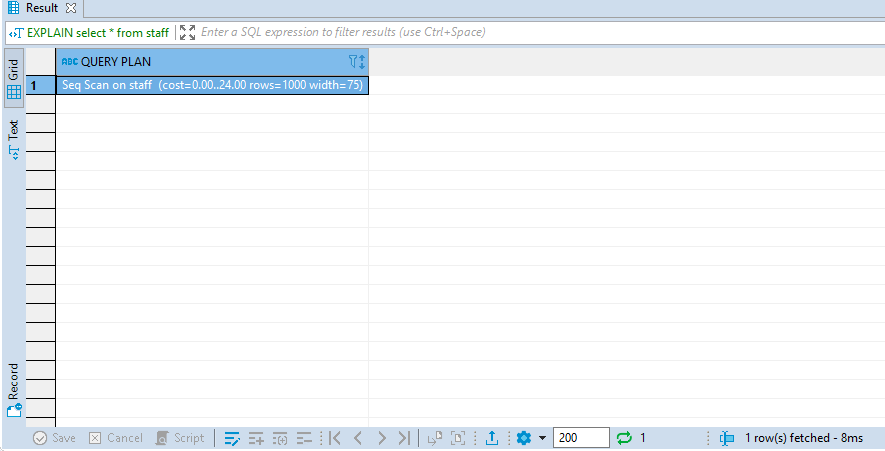 Result
EXPLAIN select * from staff Enter a SQL expression to filter results (use Ctrl+Space)
Grid
Text
Record
ABC QUERY PLAN
1 Seq Scan on staff (cost=0.00..24.00 rows=1000 width=75)
Save Cancel Script 200 1 1 row(s) fetched - 8ms